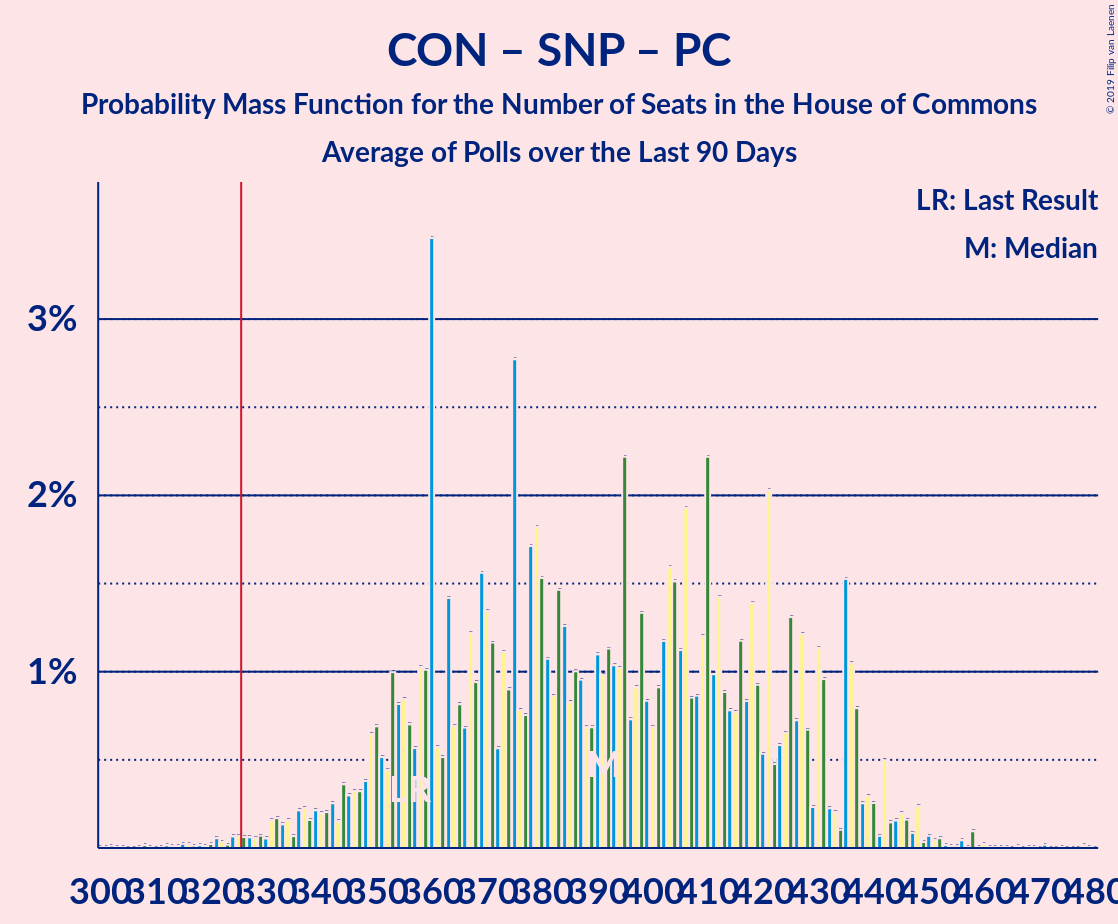 CON – SNP – PC
Probability Mass Function for the Number of Seats in the House of Commons
Average of Polls over the Last 90 Days
© 2019 Filip van Laenen
LR: Last Result
M: Median
3%
2%
1%
LR
M
300 310 320 330 340 350 360 370 380 390 400 410 420 430 440 450 460 470 480